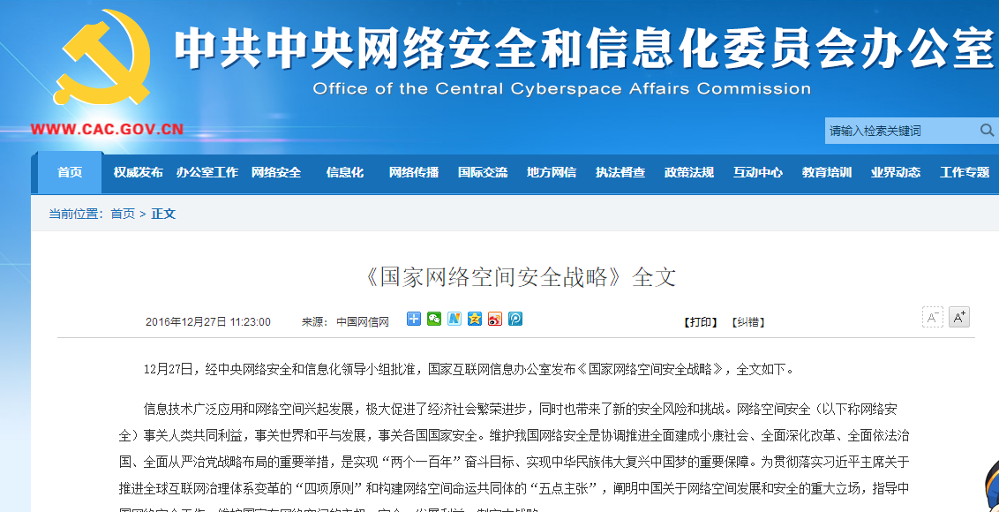 中共中央网络安全和信息化委员会办公室
Office of the Central Cyberspace Affairs Commission
WWW.CAC.GOV.CN
请输入检索关键词
首页 权威发布 办公室工作 网络安全 信息化 网络传播 国际交流 地方网信 执法督查 政策法规 互动中心 教育培训 业界动态 工作专题
当前位置：首页 > 正文
《国家网络空间安全战略》全文
2016年12月27日 11:23:00 来源： 中国网信网 【打印】 【纠错】 A- A+
12月27日，经中央网络安全和信息化领导小组批准，国家互联网信息办公室发布《国家网络空间安全战略》，全文如下。
信息技术广泛应用和网络空间兴起发展，极大促进了经济社会繁荣进步，同时也带来了新的安全风险和挑战。网络空间安全（以下称网络安
全）事关人类共同利益，事关世界和平与发展，事关各国国家安全。维护我国网络安全是协调推进全面建成小康社会、全面深化改革、全面依法治
国、全面从严治党战略布局的重要举措，是实现“两个一百年”奋斗目标、实现中华民族伟大复兴中国梦的重要保障。为贯彻落实习近平主席关于
推进全球互联网治理体系变革的“四项原则”和构建网络空间命运共同体的“五点主张”，阐明中国关于网络空间发展和安全的重大立场，指导中